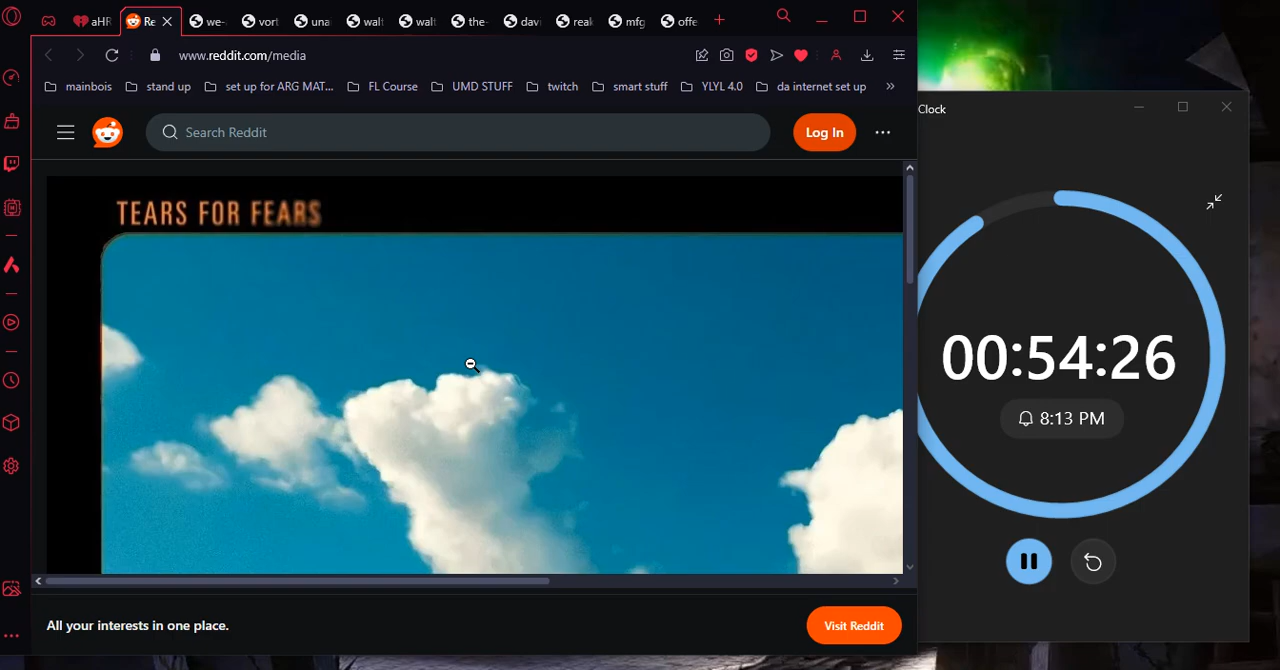 aHR
Re
we-
vort
una
walt
walt
the-
davi
reak
mfg
offe
www.reddit.com/media
mainbois
stand up
set up for ARG MAT...
FL Course
UMD STUFF
twitch
smart stuff
YLYL 4.0
da internet set up
»
Search Reddit
Log In
TEARS FOR FEARS
All your interests in one place.
Visit Reddit
Clock
00:54:26
8:13 PM